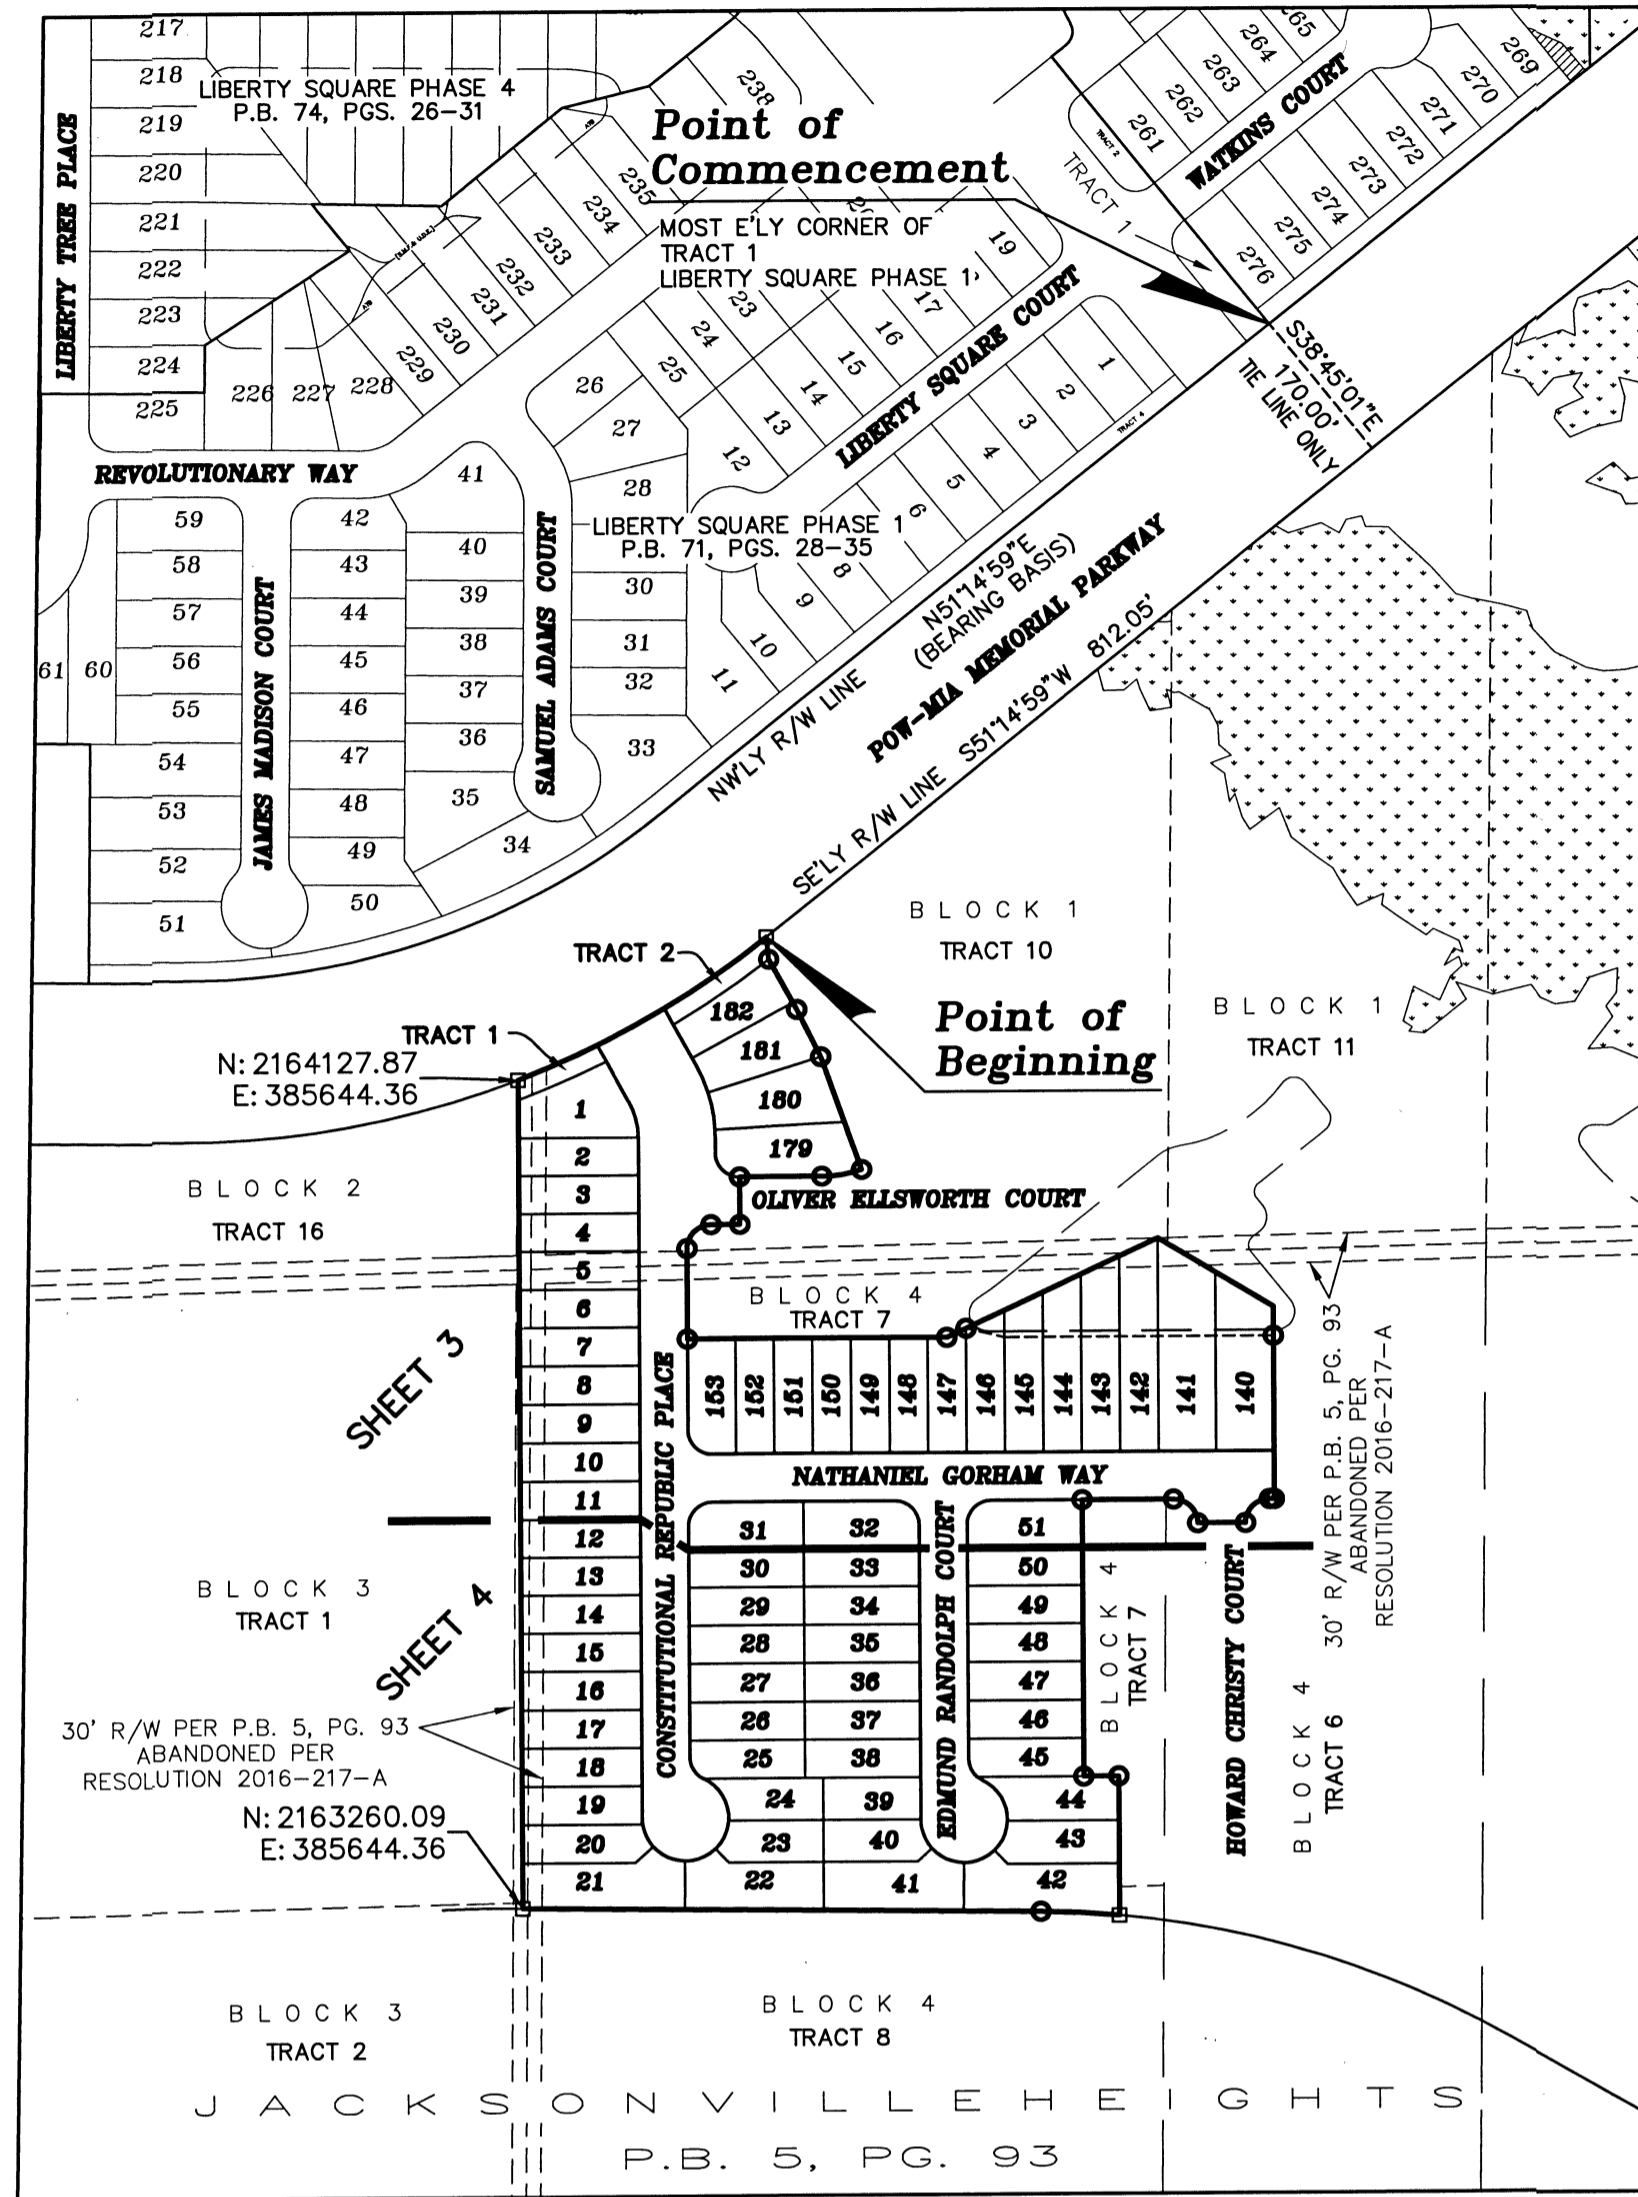 217
218
219
220
221
222
223
224
225
LIBERTY TREE PLACE
LIBERTY SQUARE PHASE 4
P.B. 74, PGS. 26-31
226
227
228
229
230
231
232
233
234
235
238
Point of
Commencement
MOST E'LY CORNER OF
TRACT 1
LIBERTY SQUARE PHASE 1
261
262
263
264
265
WATKINS COURT
269
270
271
272
273
274
275
276
TRACT 2
TRACT 1
S38°45'01"E
170.00'
TIE LINE ONLY
REVOLUTIONARY WAY
19
17
16
15
14
13
12
23
24
25
26
27
28
LIBERTY SQUARE COURT
1
2
3
4
5
6
8
9
10
11
TRACT 4
LIBERTY SQUARE PHASE 1
P.B. 71, PGS. 28-35
30
31
32
33
34
35
36
37
38
39
40
41
SAMUEL ADAMS COURT
42
43
44
45
46
47
48
49
50
JAMES MADISON COURT
59
58
57
56
55
54
53
52
51
61
60
N51°14'59"E
(BEARING BASIS)
NW'LY R/W LINE
POW-MIA MEMORIAL PARKWAY
SE'LY R/W LINE S51°14'59"W 812.05'
BLOCK 1
TRACT 10
BLOCK 1
TRACT 11
Point of
Beginning
TRACT 2
TRACT 1
N: 2164127.87
E: 385644.36
182
181
180
179
OLIVER ELLSWORTH COURT
BLOCK 2
TRACT 16
1
2
3
4
5
6
7
8
9
10
11
12
13
14
15
16
17
18
19
20
21
BLOCK 4
TRACT 7
153
152
151
150
149
148
147
146
145
144
143
142
141
140
NATHANIEL GORHAM WAY
CONSTITUTIONAL REPUBLIC PLACE
EDMUND RANDOLPH COURT
HOWARD CHRISTY COURT
SHEET 3
SHEET 4
31
30
29
28
27
26
25
24
23
22
32
33
34
35
36
37
38
39
40
41
51
50
49
48
47
46
45
44
43
42
BLOCK 4
TRACT 7
BLOCK 4
TRACT 6
30' R/W PER P.B. 5, PG. 93
ABANDONED PER
RESOLUTION 2016-217-A
BLOCK 3
TRACT 1
30' R/W PER P.B. 5, PG. 93
ABANDONED PER
RESOLUTION 2016-217-A
N: 2163260.09
E: 385644.36
BLOCK 3
TRACT 2
BLOCK 4
TRACT 8
JACKSONVILLE HEIGHTS
P.B. 5, PG. 93